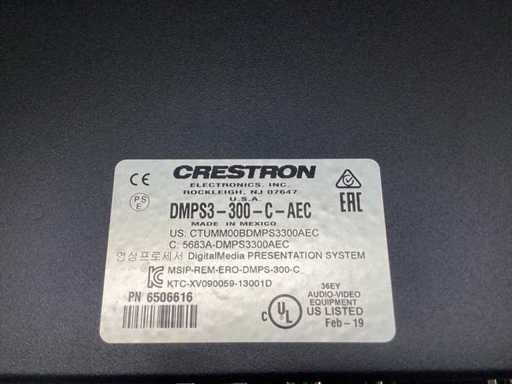 CRESTRON
ELECTRONICS, INC.
ROCKLEIGH, NJ 07647
U.S.A.
CE
PS
E
EAC
DMPS3-300-C-AEC
MADE IN MEXICO
US: CTUMM00BDMPS3300AEC
C: 5683A-DMPS3300AEC
영상프로세서 DigitalMedia PRESENTATION SYSTEM
MSIP-REM-ERO-DMPS-300-C
KTC-XV090059-13001D
PN 6506616
36EY
AUDIO-VIDEO
EQUIPMENT
C UL US LISTED
Feb-19